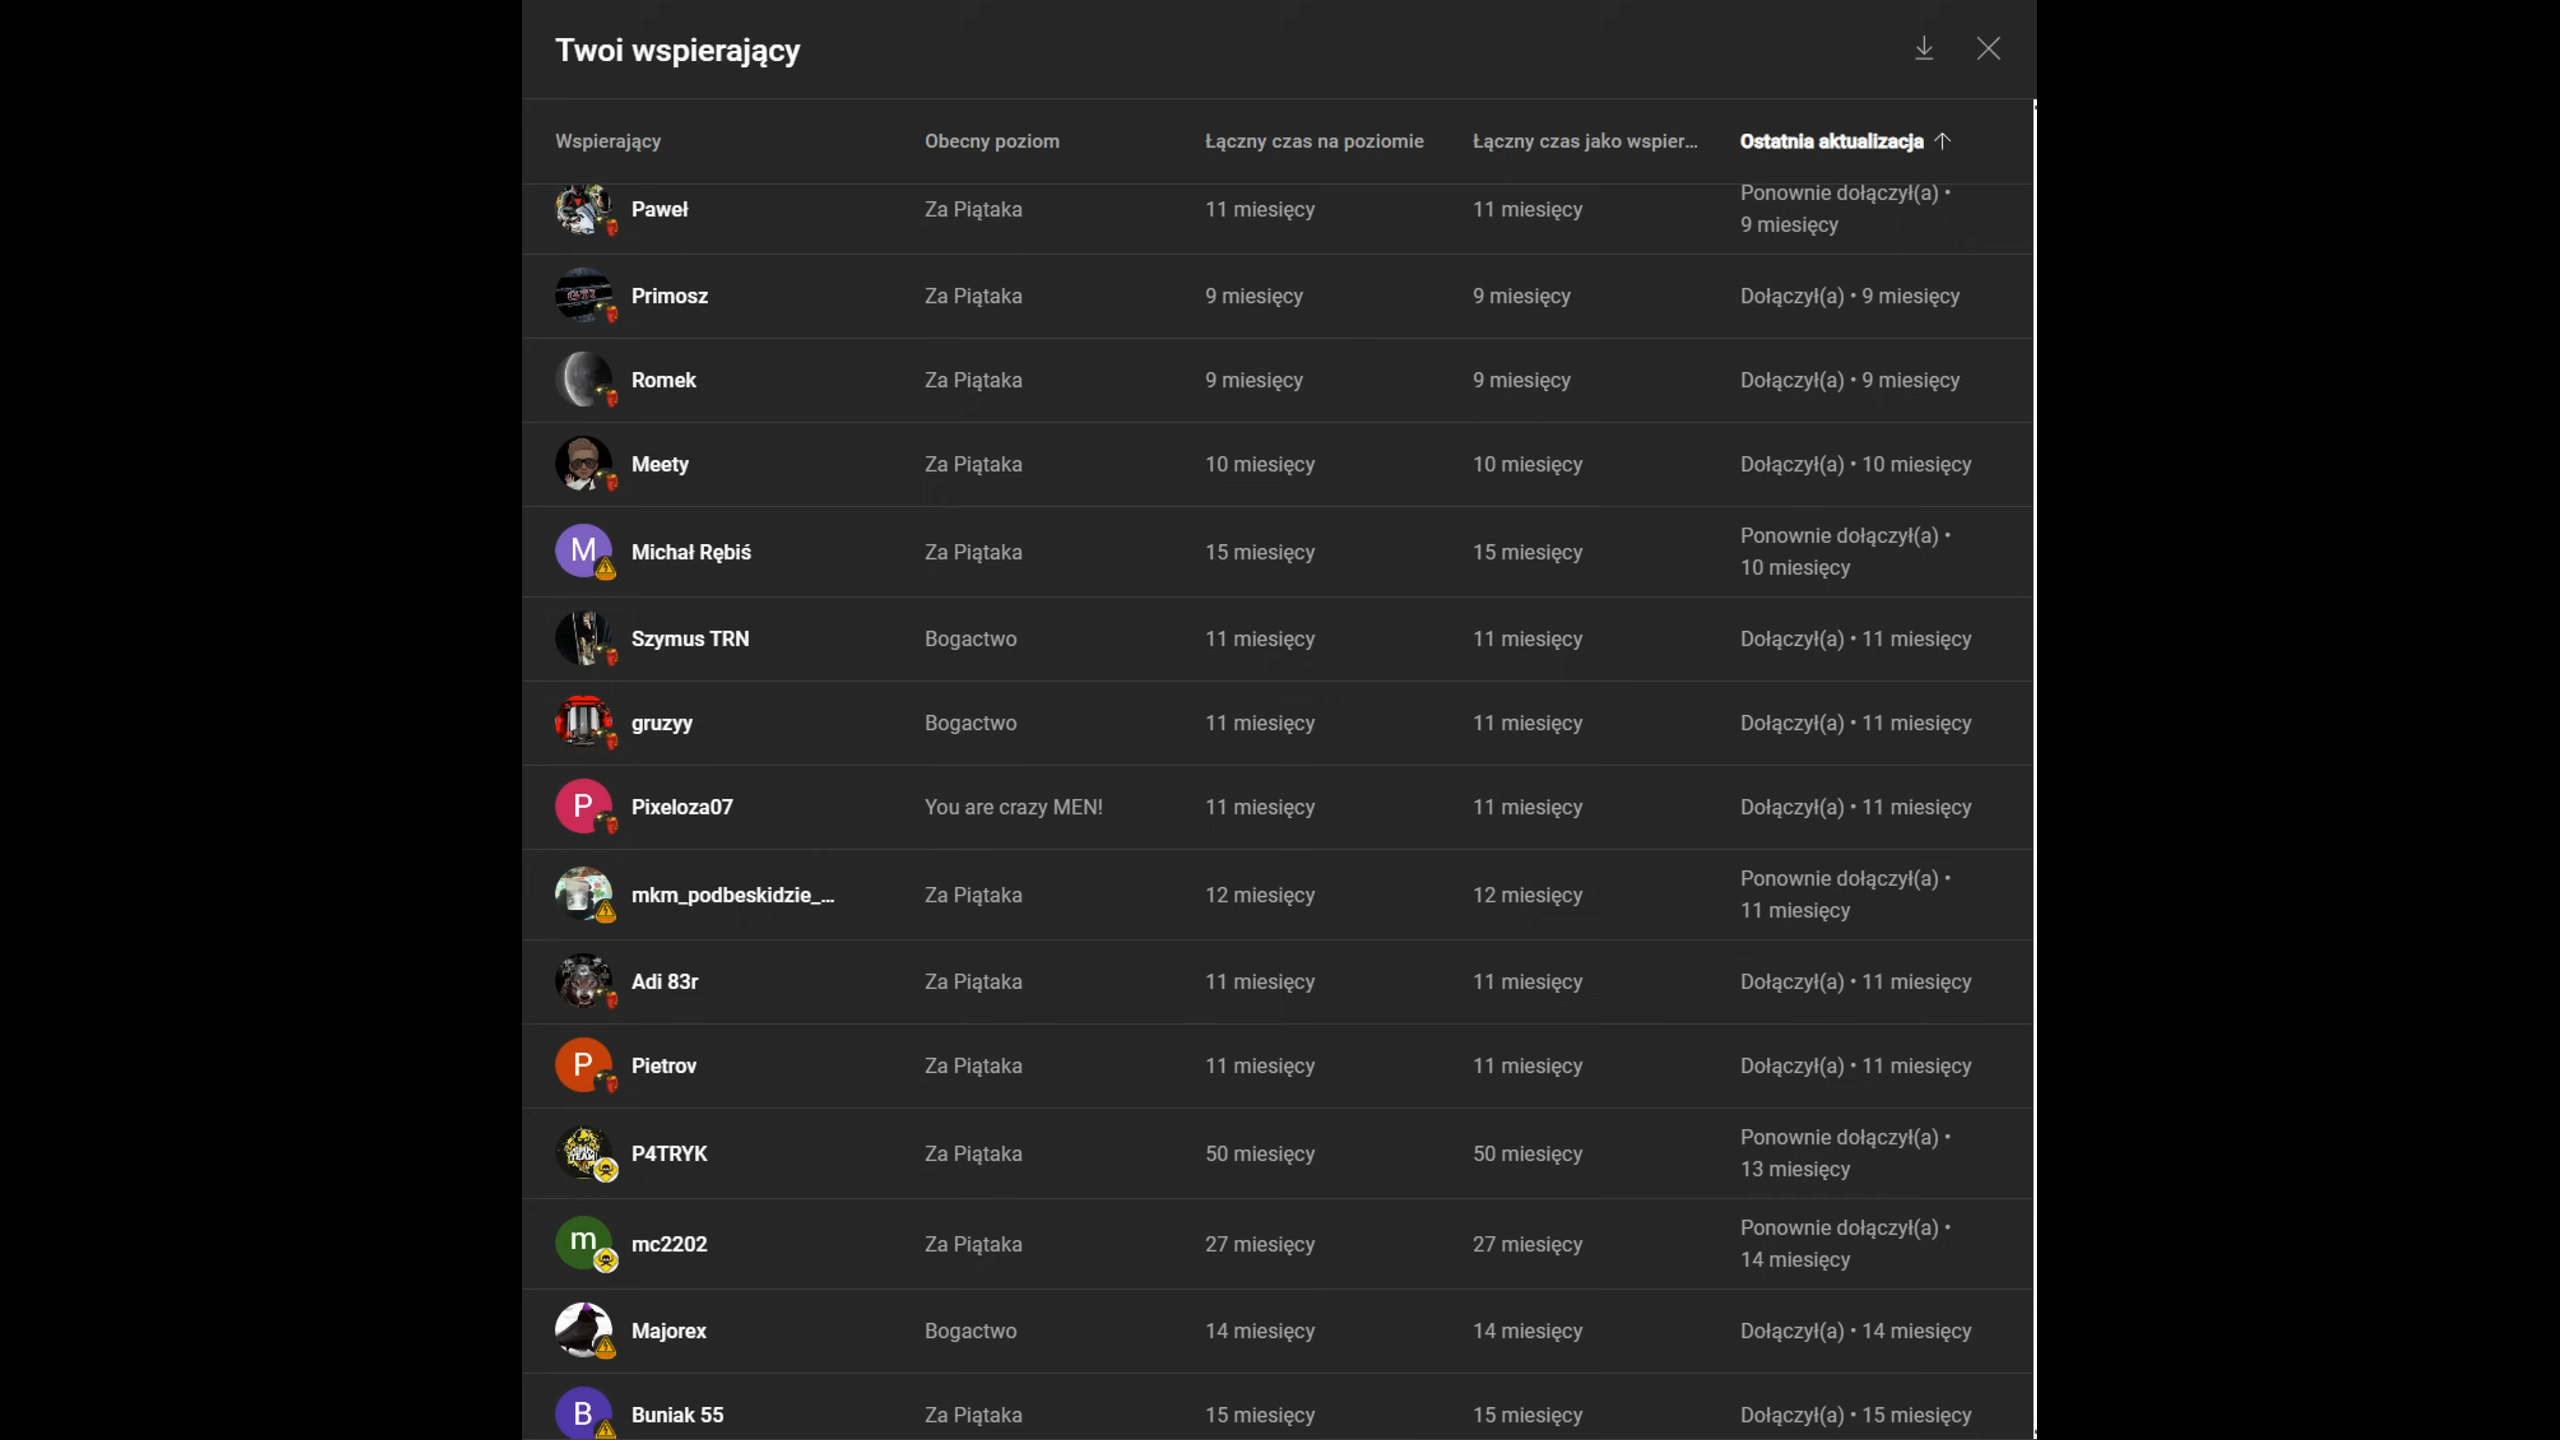 Twoi wspierający
Wspierający Obecny poziom Łączny czas na poziomie Łączny czas jako wspier... Ostatnia aktualizacja
Paweł Za Piątaka 11 miesięcy 11 miesięcy Ponownie dołączył(a) •
9 miesięcy
Primosz Za Piątaka 9 miesięcy 9 miesięcy Dołączył(a) • 9 miesięcy
Romek Za Piątaka 9 miesięcy 9 miesięcy Dołączył(a) • 9 miesięcy
Meety Za Piątaka 10 miesięcy 10 miesięcy Dołączył(a) • 10 miesięcy
M Michał Rębiś Za Piątaka 15 miesięcy 15 miesięcy Ponownie dołączył(a) •
10 miesięcy
Szymus TRN Bogactwo 11 miesięcy 11 miesięcy Dołączył(a) • 11 miesięcy
gruzyy Bogactwo 11 miesięcy 11 miesięcy Dołączył(a) • 11 miesięcy
P Pixeloza07 You are crazy MEN! 11 miesięcy 11 miesięcy Dołączył(a) • 11 miesięcy
mkm_podbeskidzie_... Za Piątaka 12 miesięcy 12 miesięcy Ponownie dołączył(a) •
11 miesięcy
Adi 83r Za Piątaka 11 miesięcy 11 miesięcy Dołączył(a) • 11 miesięcy
P Pietrov Za Piątaka 11 miesięcy 11 miesięcy Dołączył(a) • 11 miesięcy
P4TRYK Za Piątaka 50 miesięcy 50 miesięcy Ponownie dołączył(a) •
13 miesięcy
m mc2202 Za Piątaka 27 miesięcy 27 miesięcy Ponownie dołączył(a) •
14 miesięcy
Majorex Bogactwo 14 miesięcy 14 miesięcy Dołączył(a) • 14 miesięcy
B Buniak 55 Za Piątaka 15 miesięcy 15 miesięcy Dołączył(a) • 15 miesięcy